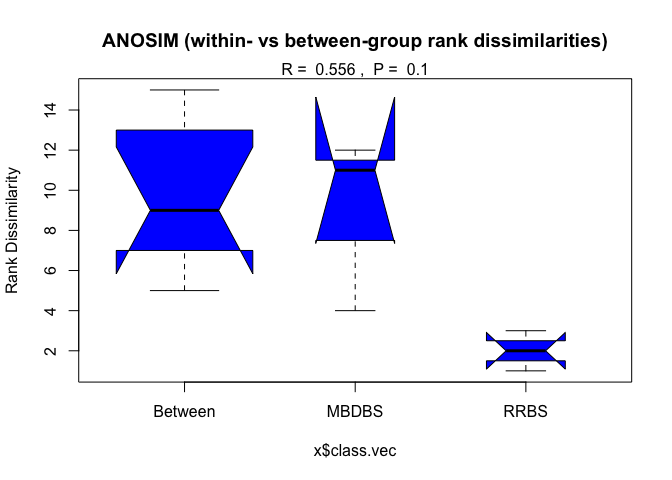 ANOSIM (within- vs between-group rank dissimilarities)
R =  0.556 ,  P =  0.1
Rank Dissimilarity
14
12
10
8
6
4
2
Between MBDBS RRBS
x$class.vec